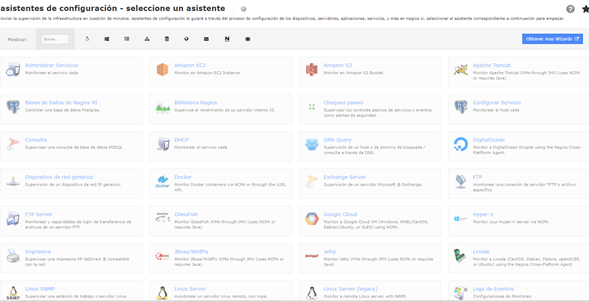 asistentes de configuración - seleccione un asistente
iniciar la supervisión de la infraestructura en cuestión de minutos. asistentes de configuración le guiará a través del proceso de configuración de los dispositivos, servidores, aplicaciones, servicios, y más en nagios xi. seleccionar el asistente correspondiente a continuación para empezar.
Mostrar:
Buscar...
Obtener mas Wizards
Administrar Servicios
Monitorear el servicio cada
Amazon EC2
Monitor an Amazon EC2 Instance.
Amazon S3
Monitor an Amazon S3 Bucket.
Apache Tomcat
Monitor Apache Tomcat JVMs through JMX (Uses NCPA
or requires Java)
Bases de Datos de Nagios XI
Controlar una base de datos Postgres.
Biblioteca Nagios
Supervisa el rendimiento de su servidor interno XI.
Chequeo pasivo
Supervisar los controles pasivos de servicios y eventos
como alertas de seguridad.
Configurar Servicio
Monitorear el host cada
Consulta
Supervisar una consulta de base de datos MSSQL
DHCP
Monitorear el servicio cada
DNS Query
Supervisión de un host o de dominio de búsqueda /
consulta a través de DNS.
DigitalOcean
Monitor a DigitalOcean Droplet using the Nagios Cross-
Platform Agent.
Dispositivo de red genérico
Supervisión de un dispositivo de red IP genérico.
Docker
Monitor Docker containers via NCPA or through the (URL
API).
Exchange Server
Supervisión de un servidor Microsoft ® Exchange.
FTP
monitorear una conexión de servidor TFTP o archivo
específico.
FTP Server
Monitorear y capacidades de login de transferencia de
archivos de un servidor FTP.
GlassFish
Monitor GlassFish JVMs through JMX (uses NCPA or
requires Java)
Google Cloud
Monitor a Google Cloud VM (Windows, RHEL/CentOS,
Debian/Ubuntu, or SLES) using NCPA.
Hyper-V
Monitor your Hyper-V server via NCPA.
Impresora
Supervisar una impresora HP JetDirect ® compatible
con la red.
JBoss/Wildfly
Monitor JBoss/Wildfly JVMs through JMX (uses NCPA or
requires Java)
Jetty
Monitor Jetty JVMs through JMX (uses NCPA or requires
Java)
Linode
Monitor a Linode (CentOS, Debian, Fedora, openSUSE,
or Ubuntu) using the Nagios Cross-Platform Agent.
Linux SNMP
Supervisar una estación de trabajo o servidor Linux
Linux Server
monitorear un servidor linux remoto, con nrpe.
Linux Server (legacy)
Monitor a remote Linux server, with NRPE.
Logs de Eventos
Configuraciones de Monitoreo